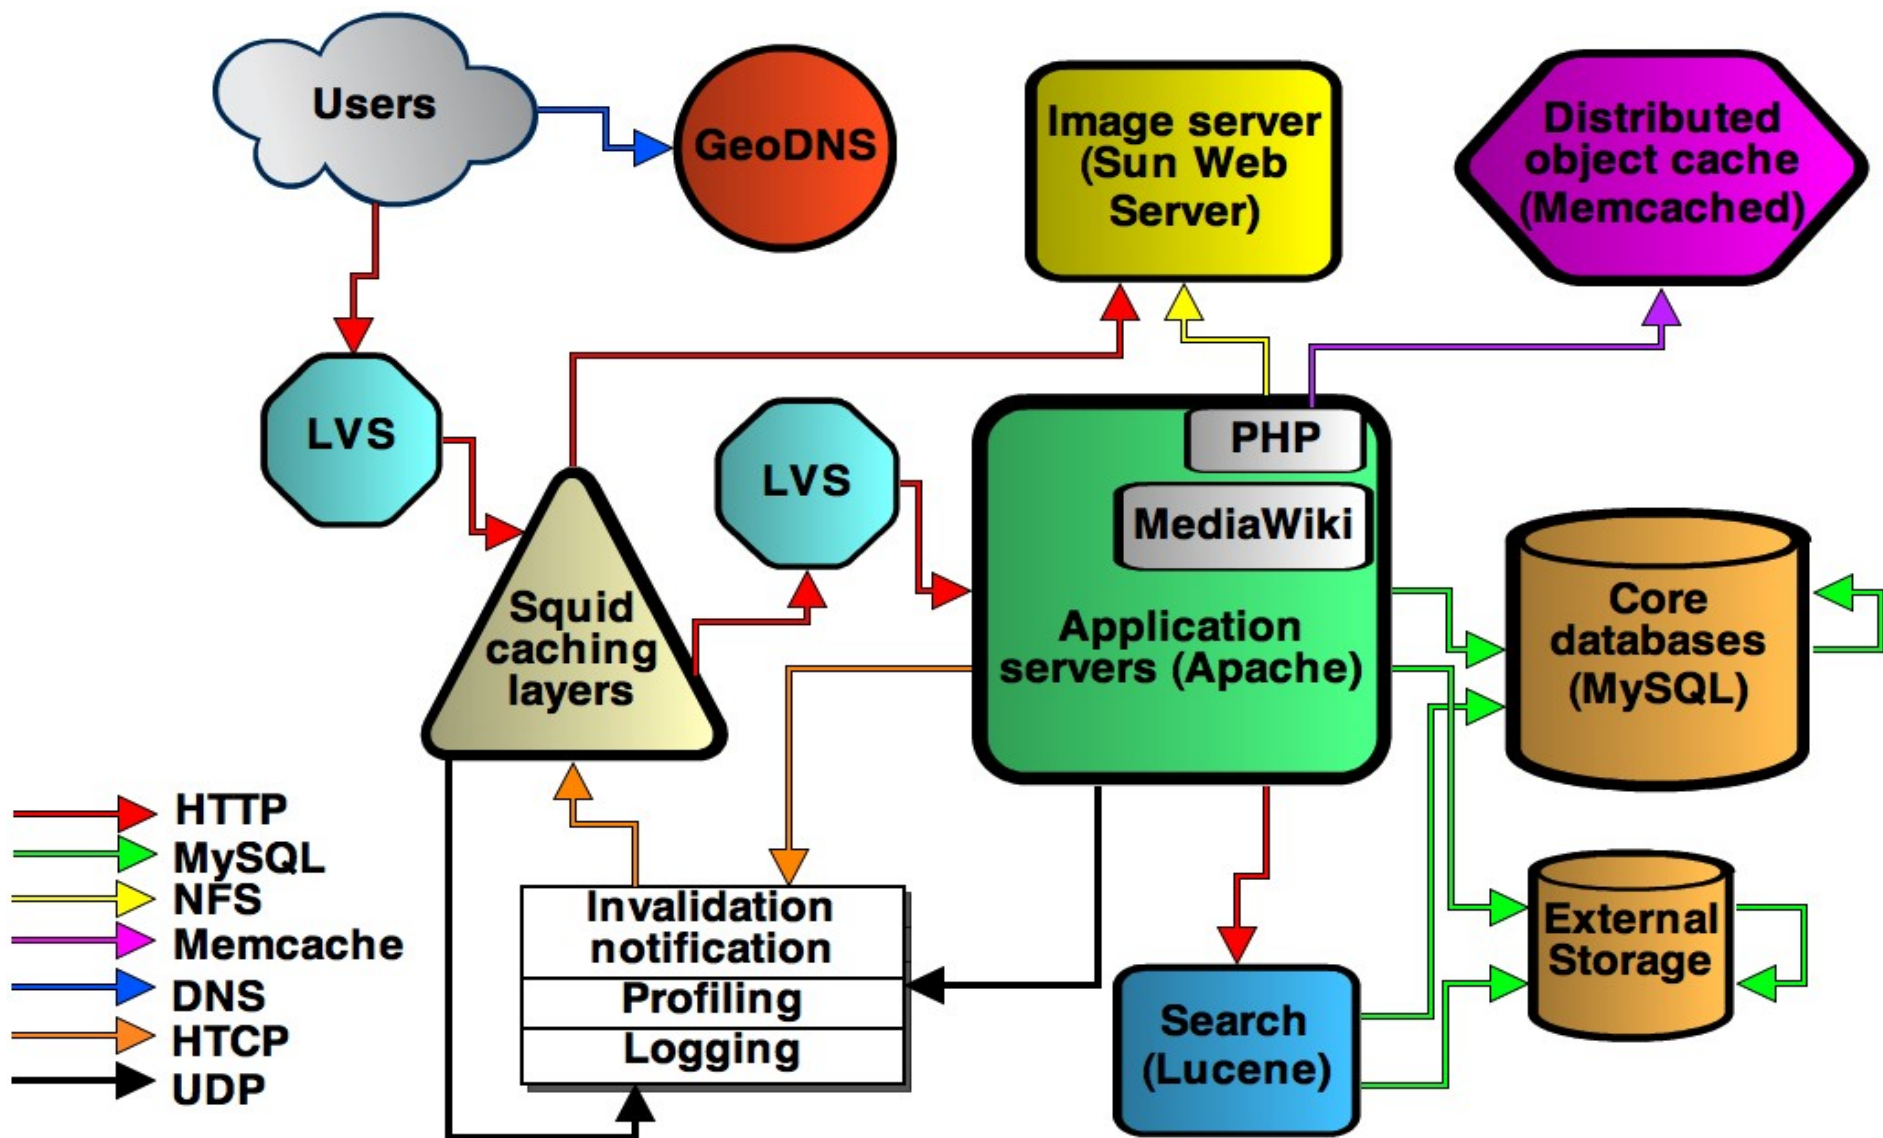 Users
GeoDNS
Image server
(Sun Web
Server)
Distributed
object cache
(Memcached)
LVS
LVS
PHP
MediaWiki
Application
servers (Apache)
Squid
caching
layers
Core
databases
(MySQL)
HTTP
MySQL
NFS
Memcache
DNS
HTCP
UDP
Invalidation
notification
Profiling
Logging
Search
(Lucene)
External
Storage